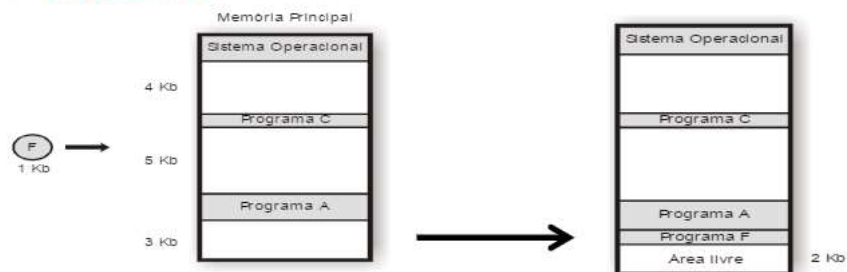 Memória Principal
Sistema Operacional
4 Kb
Programa C
F
1 Kb
5 Kb
Programa A
3 Kb
Sistema Operacional
Programa C
Programa A
Programa F
Área livre
2 Kb